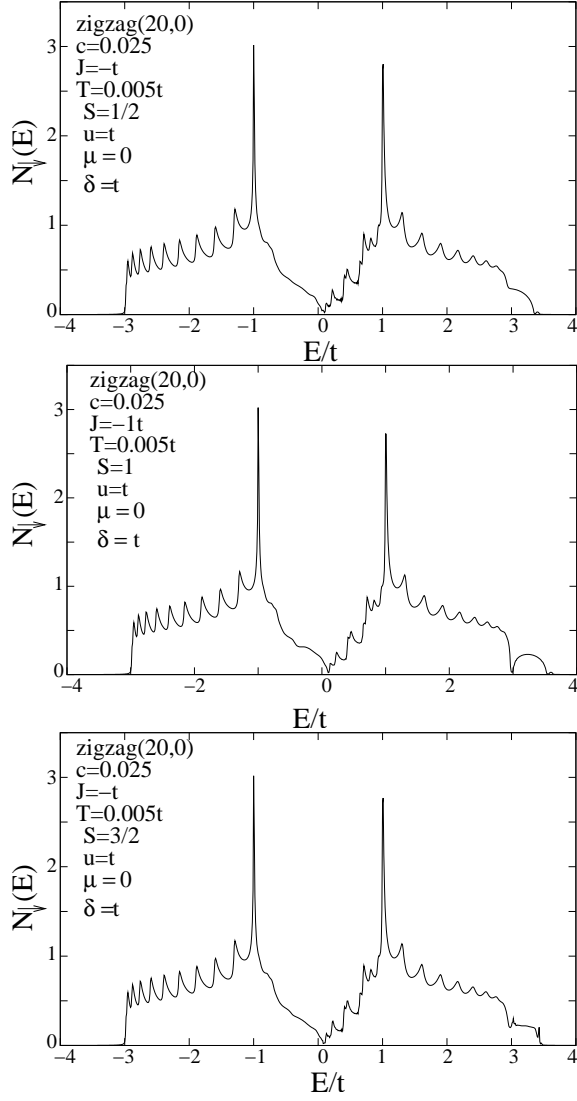 3
zigzag(20,0)
c=0.025
J=−t
T=0.005t
S=1/2
u=t
μ = 0
δ =t
2
1
0
N↓(E)
−4 −3 −2 −1 0 1 2 3 4
E/t
3
zigzag(20,0)
c=0.025
J=−1t
T=0.005t
S=1
u=t
μ = 0
δ = t
2
1
0
N↓(E)
−4 −2 0 2 4
E/t
3
zigzag(20,0)
c=0.025
J=−t
T=0.005t
S=3/2
u=t
μ = 0
δ =t
2
1
0
N↓(E)
−4 −3 −2 −1 0 1 2 3 4
E/t